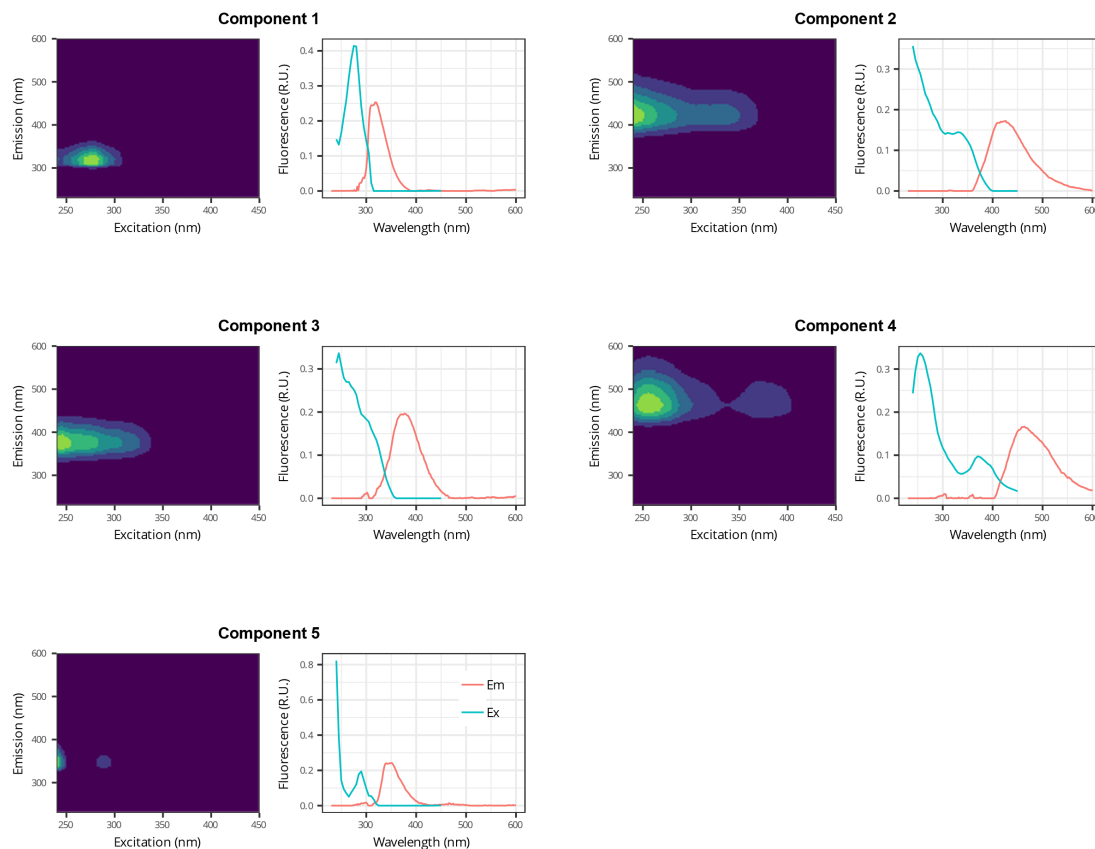 Component 1
600
500
400
300
Emission (nm)
250 300 350 400 450
Excitation (nm)
0.4
0.3
0.2
0.1
0.0
Fluorescence (R.U.)
300 400 500 600
Wavelength (nm)
Component 2
600
500
400
300
Emission (nm)
250 300 350 400 450
Excitation (nm)
0.3
0.2
0.1
0.0
Fluorescence (R.U.)
300 400 500 600
Wavelength (nm)
Component 3
600
500
400
300
Emission (nm)
250 300 350 400 450
Excitation (nm)
0.3
0.2
0.1
0.0
Fluorescence (R.U.)
300 400 500 600
Wavelength (nm)
Component 4
600
500
400
300
Emission (nm)
250 300 350 400 450
Excitation (nm)
0.3
0.2
0.1
0.0
Fluorescence (R.U.)
300 400 500 600
Wavelength (nm)
Component 5
600
500
400
300
Emission (nm)
250 300 350 400 450
Excitation (nm)
0.8
0.6
0.4
0.2
0.0
Fluorescence (R.U.)
Em
Ex
300 400 500 600
Wavelength (nm)